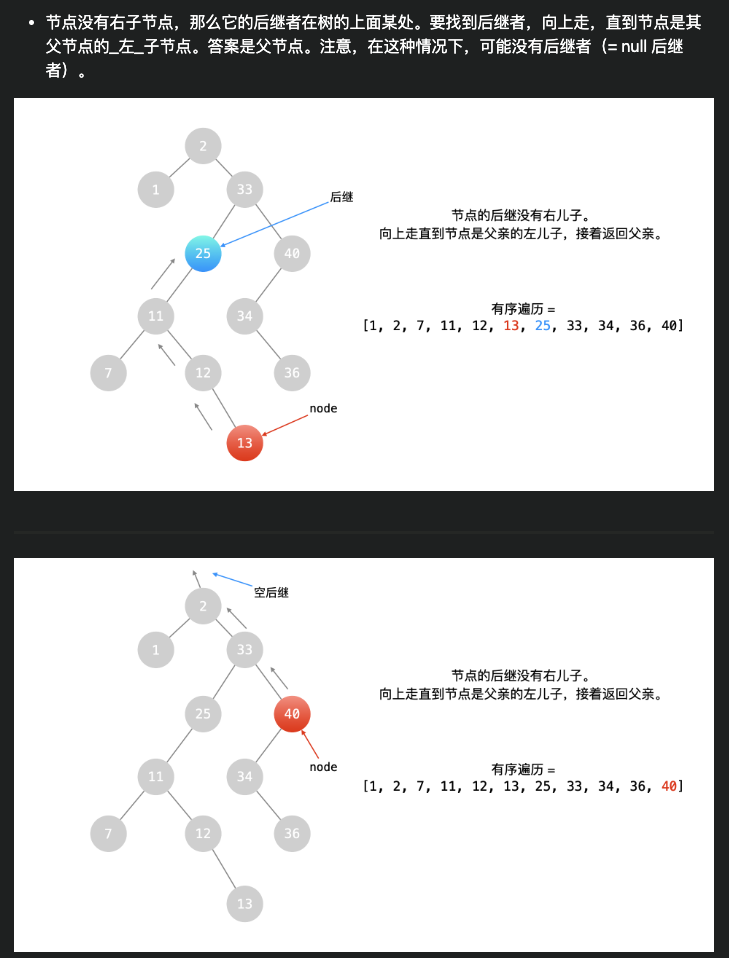 • 节点没有右子节点，那么它的后继者在树的上面某处。要找到后继者，向上走，直到节点是其
父节点的_左_子节点。答案是父节点。注意，在这种情况下，可能没有后继者（= null 后继
者）。
2
1
33
后继
节点的后继没有右儿子。
向上走直到节点是父亲的左儿子，接着返回父亲。
25
40
有序遍历 =
11
34
[1, 2, 7, 11, 12, 13, 25, 33, 34, 36, 40]
7
12
36
node
13
空后继
2
1
33
节点的后继没有右儿子。
向上走直到节点是父亲的左儿子，接着返回父亲。
25
40
node
有序遍历 =
11
34
[1, 2, 7, 11, 12, 13, 25, 33, 34, 36, 40]
7
12
36
13